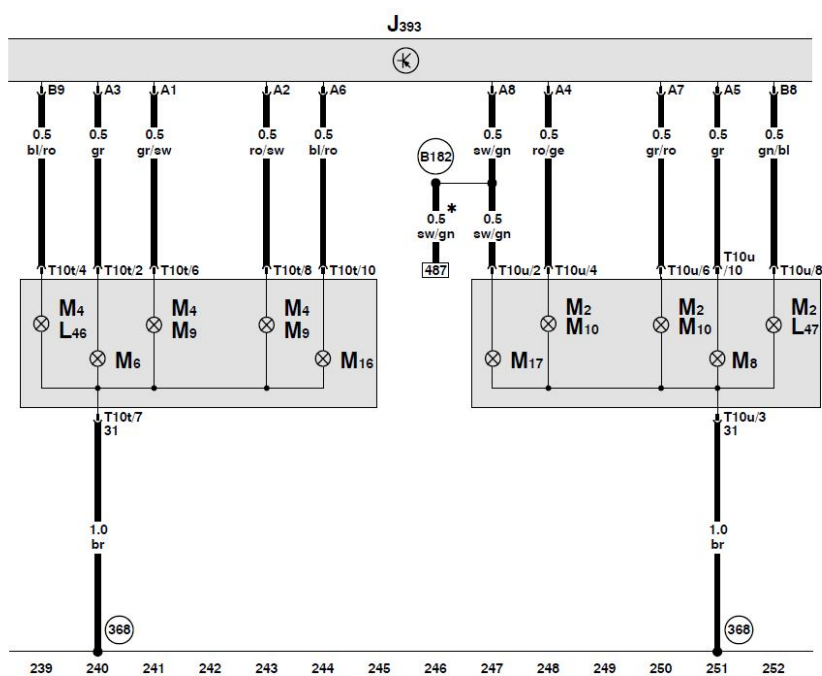 J393
B9 A3 A1 A2 A6 A8 A4 A7 A5 B8
0.5 0.5 0.5 0.5 0.5 0.5 0.5 0.5 0.5 0.5
bl/ro gr gr/sw ro/sw bl/ro sw/gn ro/ge gr/ro gr gn/bl
B182
* 
0.5 0.5
sw/gn sw/gn
487
T10t/4 T10t/2 T10t/6 T10t/8 T10t/10 T10u/2 T10u/4 T10u/6 T10u/10 T10u/8
M4 M4 M4 M2 M2 M2
L46 M9 M9 M10 M10 L47
M6 M16 M17 M8
T10t/7 T10u/3
31 31
1.0 1.0
br br
368 368
239 240 241 242 243 244 245 246 247 248 249 250 251 252